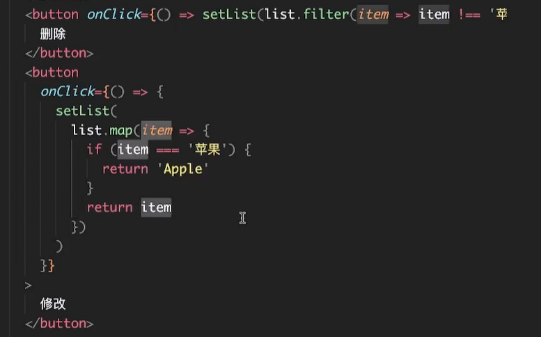 <button onClick={() => setList(list.filter(item => item !== '苹
删除
</button>
<button
onClick={() => {
setList(
list.map(item => {
if (item === '苹果') {
return 'Apple'
}
return item
})
)
}}
>
修改
</button>